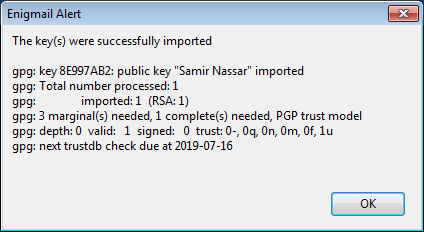 Enigmail Alert
The key(s) were successfully imported
gpg: key 8E997AB2: public key "Samir Nassar" imported
gpg: Total number processed: 1
gpg:               imported: 1  (RSA: 1)
gpg: 3 marginal(s) needed, 1 complete(s) needed, PGP trust model
gpg: depth: 0  valid:   1  signed:   0  trust: 0-, 0q, 0n, 0m, 0f, 1u
gpg: next trustdb check due at 2019-07-16
OK